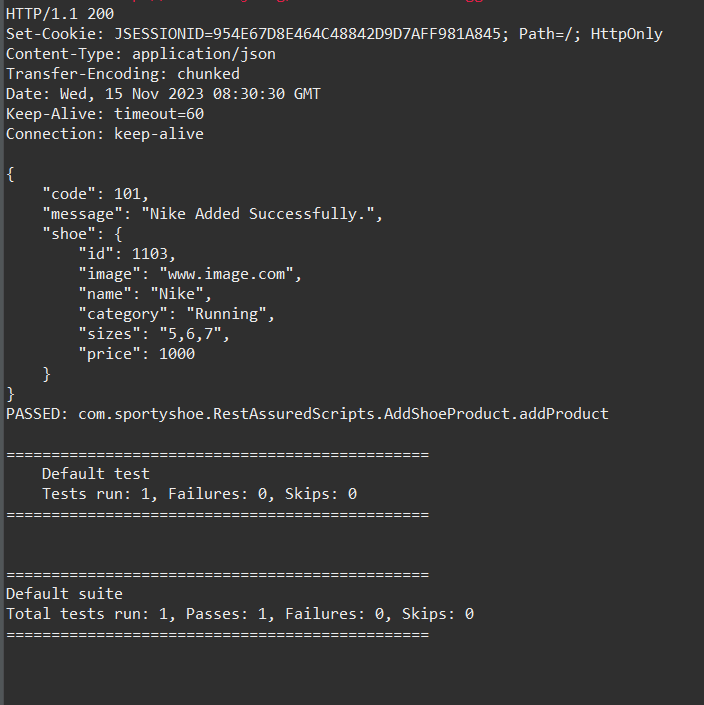 HTTP/1.1 200
Set-Cookie: JSESSIONID=954E67D8E464C48842D9D7AFF981A845; Path=/; HttpOnly
Content-Type: application/json
Transfer-Encoding: chunked
Date: Wed, 15 Nov 2023 08:30:30 GMT
Keep-Alive: timeout=60
Connection: keep-alive

{
    "code": 101,
    "message": "Nike Added Successfully.",
    "shoe": {
        "id": 1103,
        "image": "www.image.com",
        "name": "Nike",
        "category": "Running",
        "sizes": "5,6,7",
        "price": 1000
    }
}
PASSED: com.sportyshoe.RestAssuredScripts.AddShoeProduct.addProduct

===============================================
    Default test
    Tests run: 1, Failures: 0, Skips: 0
===============================================


===============================================
Default suite
Total tests run: 1, Passes: 1, Failures: 0, Skips: 0
===============================================